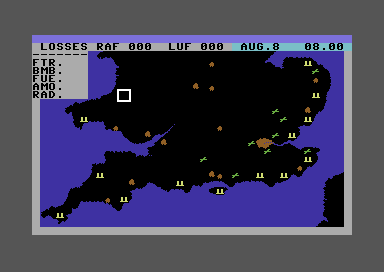 LOSSES RAF 000 LUF 000 AUG.8 08.00
FTR.
BMB.
FUE.
AMO.
RAD.